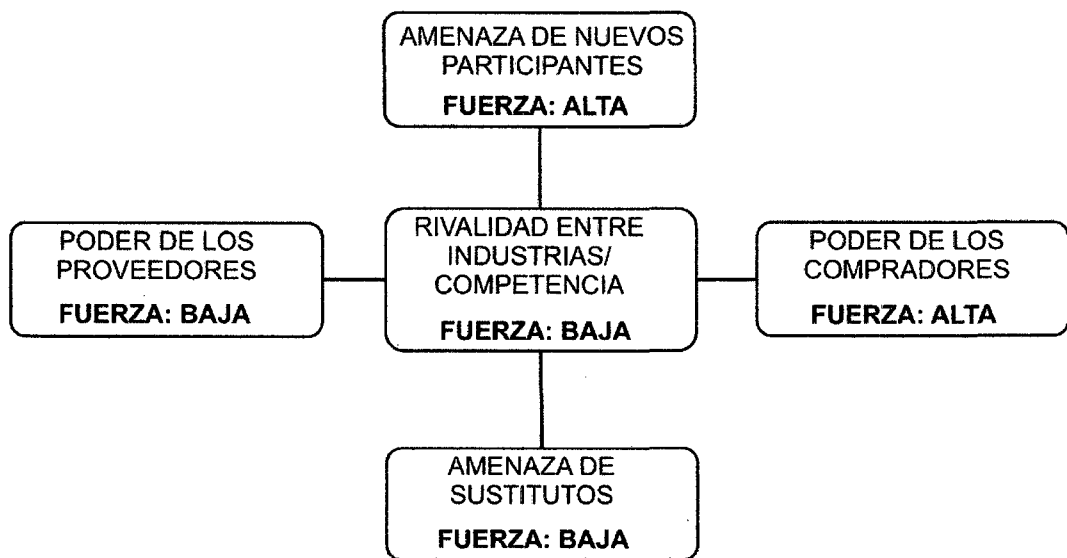 AMENAZA DE NUEVOS
PARTICIPANTES
FUERZA: ALTA
PODER DE LOS
PROVEEDORES
FUERZA: BAJA
RIVALIDAD ENTRE
INDUSTRIAS/
COMPETENCIA
FUERZA: BAJA
PODER DE LOS
COMPRADORES
FUERZA: ALTA
AMENAZA DE
SUSTITUTOS
FUERZA: BAJA